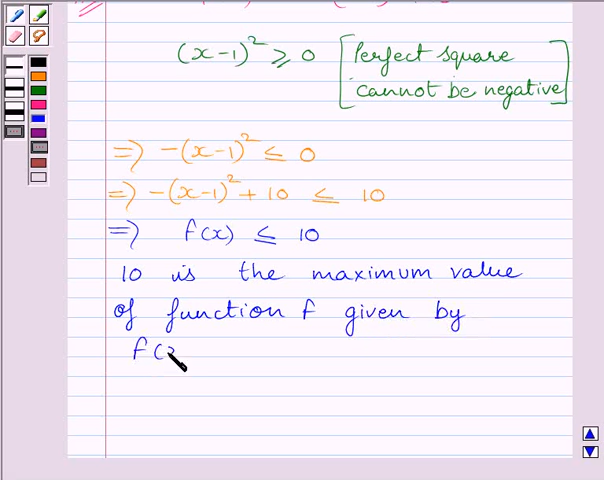 (x-1)² ≥ 0 [Perfect square
cannot be negative]
⇒ -(x-1)² ≤ 0
⇒ -(x-1)² + 10 ≤ 10
⇒ f(x) ≤ 10
10 is the maximum value
of function f given by
f(